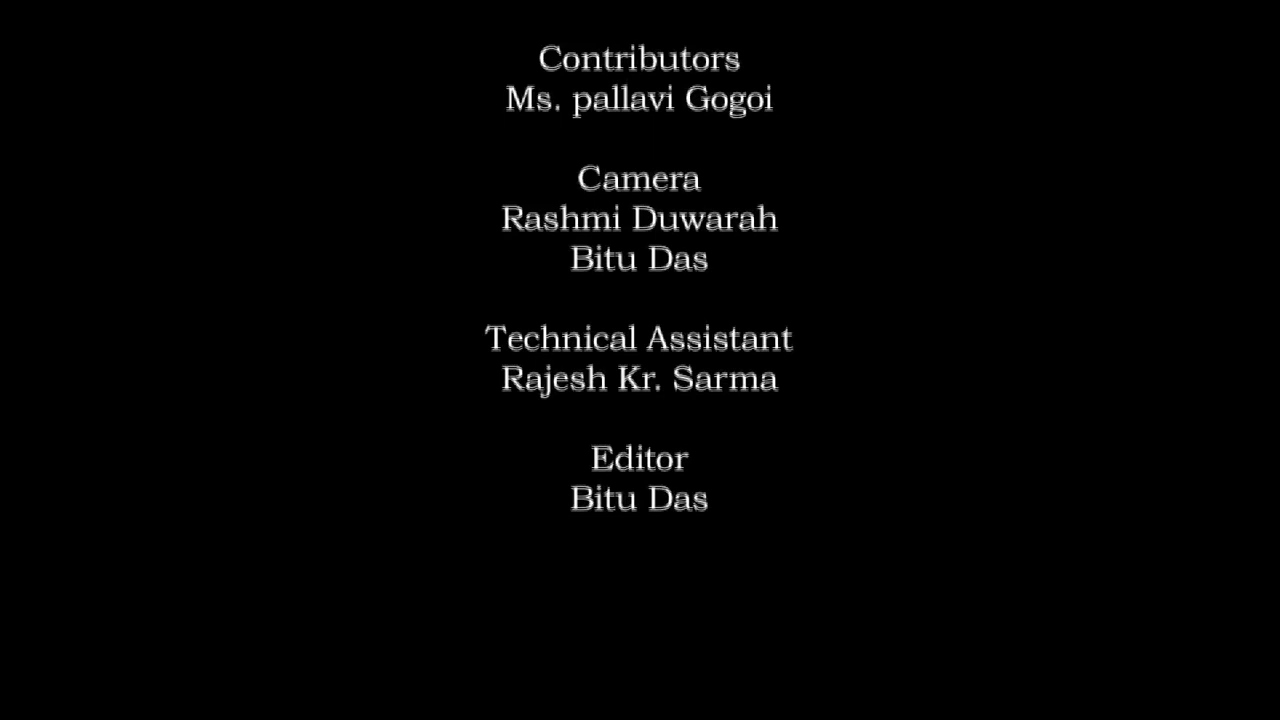 Contributors
Ms. pallavi Gogoi
Camera
Rashmi Duwarah
Bitu Das
Technical Assistant
Rajesh Kr. Sarma
Editor
Bitu Das